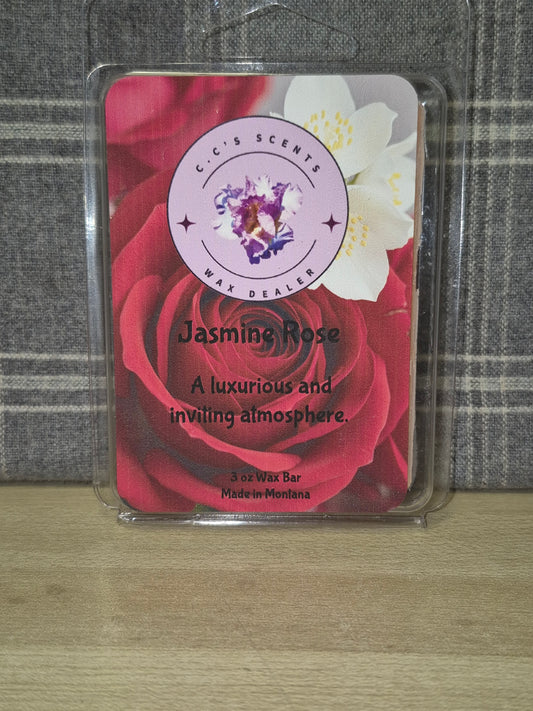 C.C'S SCENTS
WAX DEALER
Jasmine Rose
A luxurious and
inviting atmosphere.
3 oz Wax Bar
Made in Montana